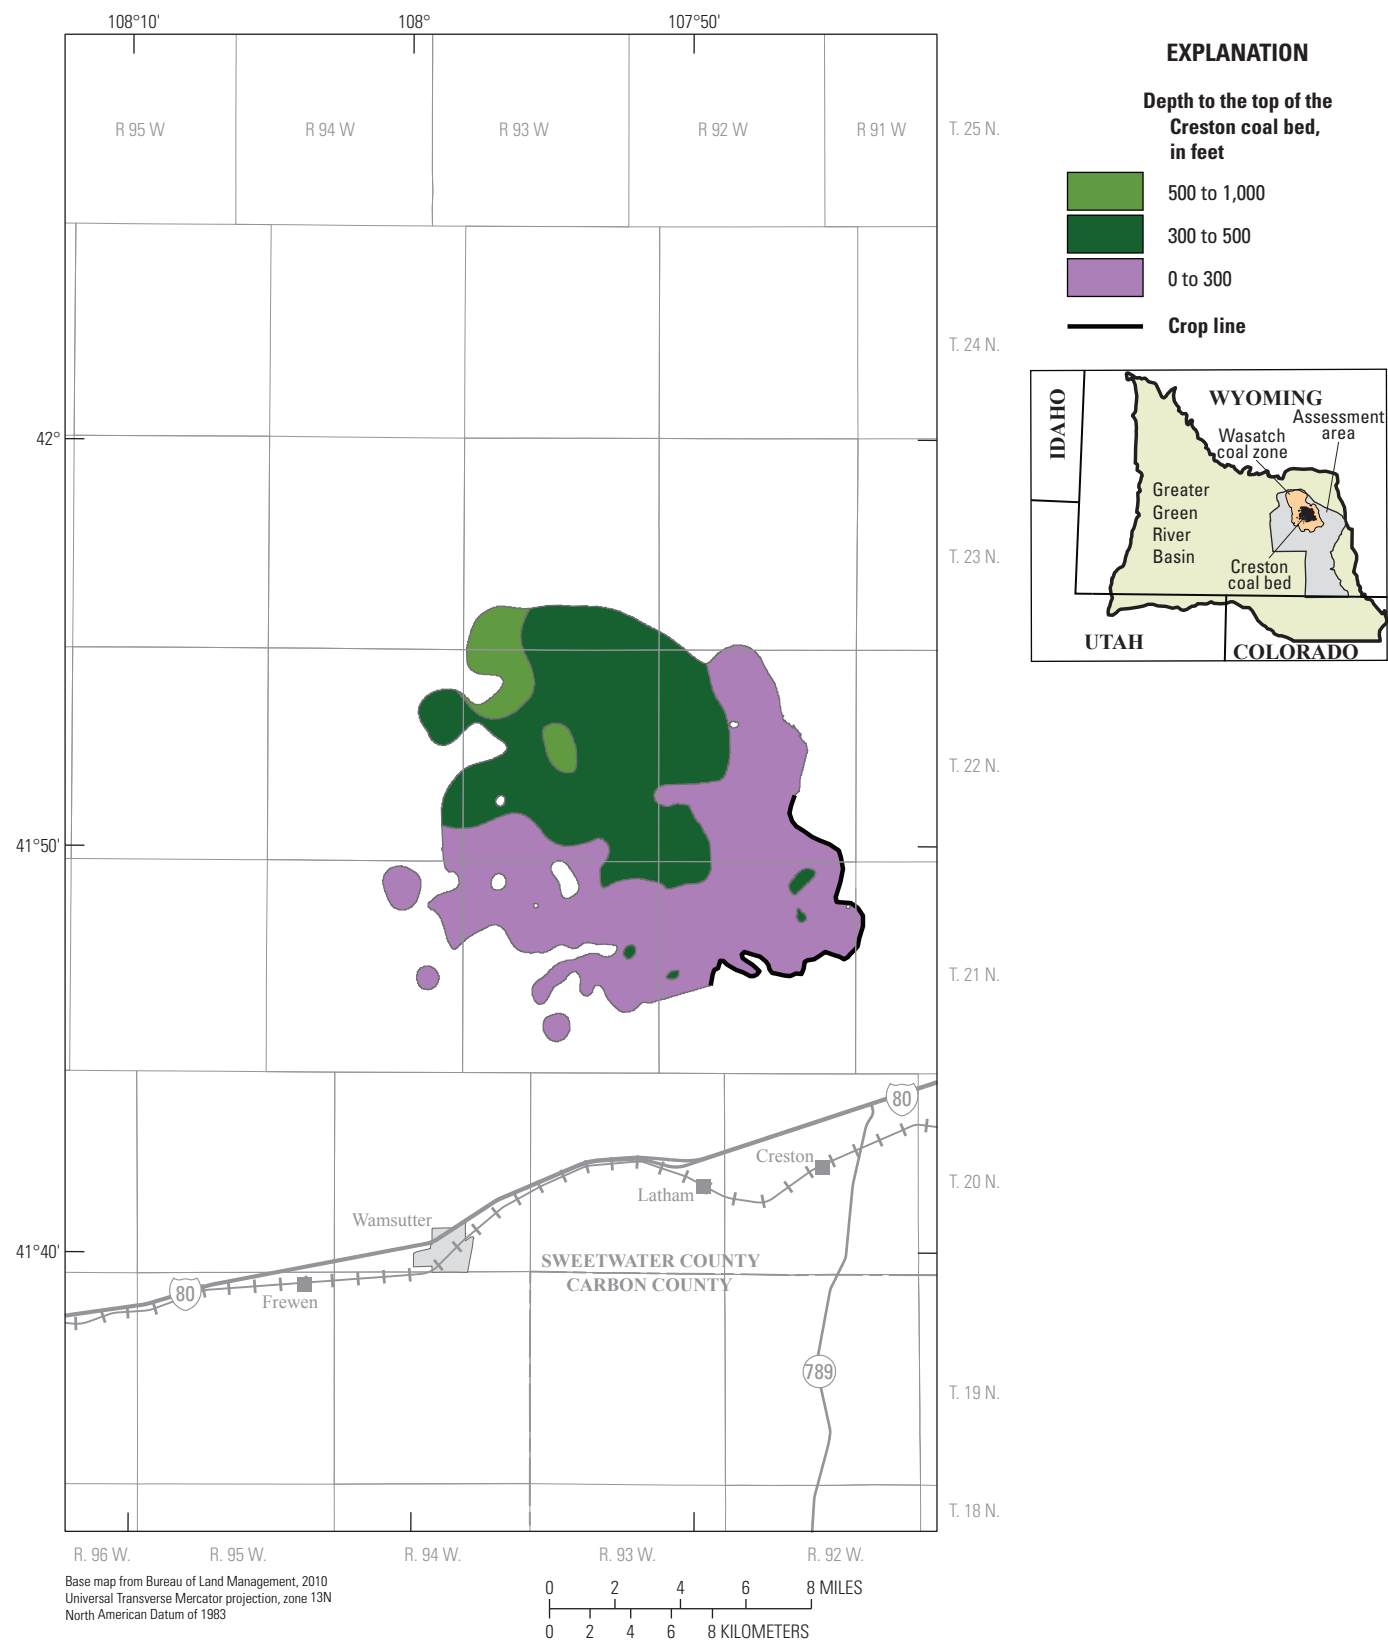 108°10'
108°
107°50'
R 95 W
R 94 W
R 93 W
R 92 W
R 91 W
T. 25 N.
T. 24 N.
42°
T. 23 N.
T. 22 N.
41°50'
T. 21 N.
80
Creston
Latham
T. 20 N.
Wamsutter
41°40'
SWEETWATER COUNTY
CARBON COUNTY
80
Frewen
789
T. 19 N.
T. 18 N.
R. 96 W.
R. 95 W.
R. 94 W.
R. 93 W.
R. 92 W.
Base map from Bureau of Land Management, 2010
Universal Transverse Mercator projection, zone 13N
North American Datum of 1983
0 2 4 6 8 MILES
0 2 4 6 8 KILOMETERS
EXPLANATION
Depth to the top of the
Creston coal bed,
in feet
500 to 1,000
300 to 500
0 to 300
Crop line
IDAHO
WYOMING
Assessment
area
Wasatch
coal zone
Greater
Green
River
Basin
Creston
coal bed
UTAH
COLORADO